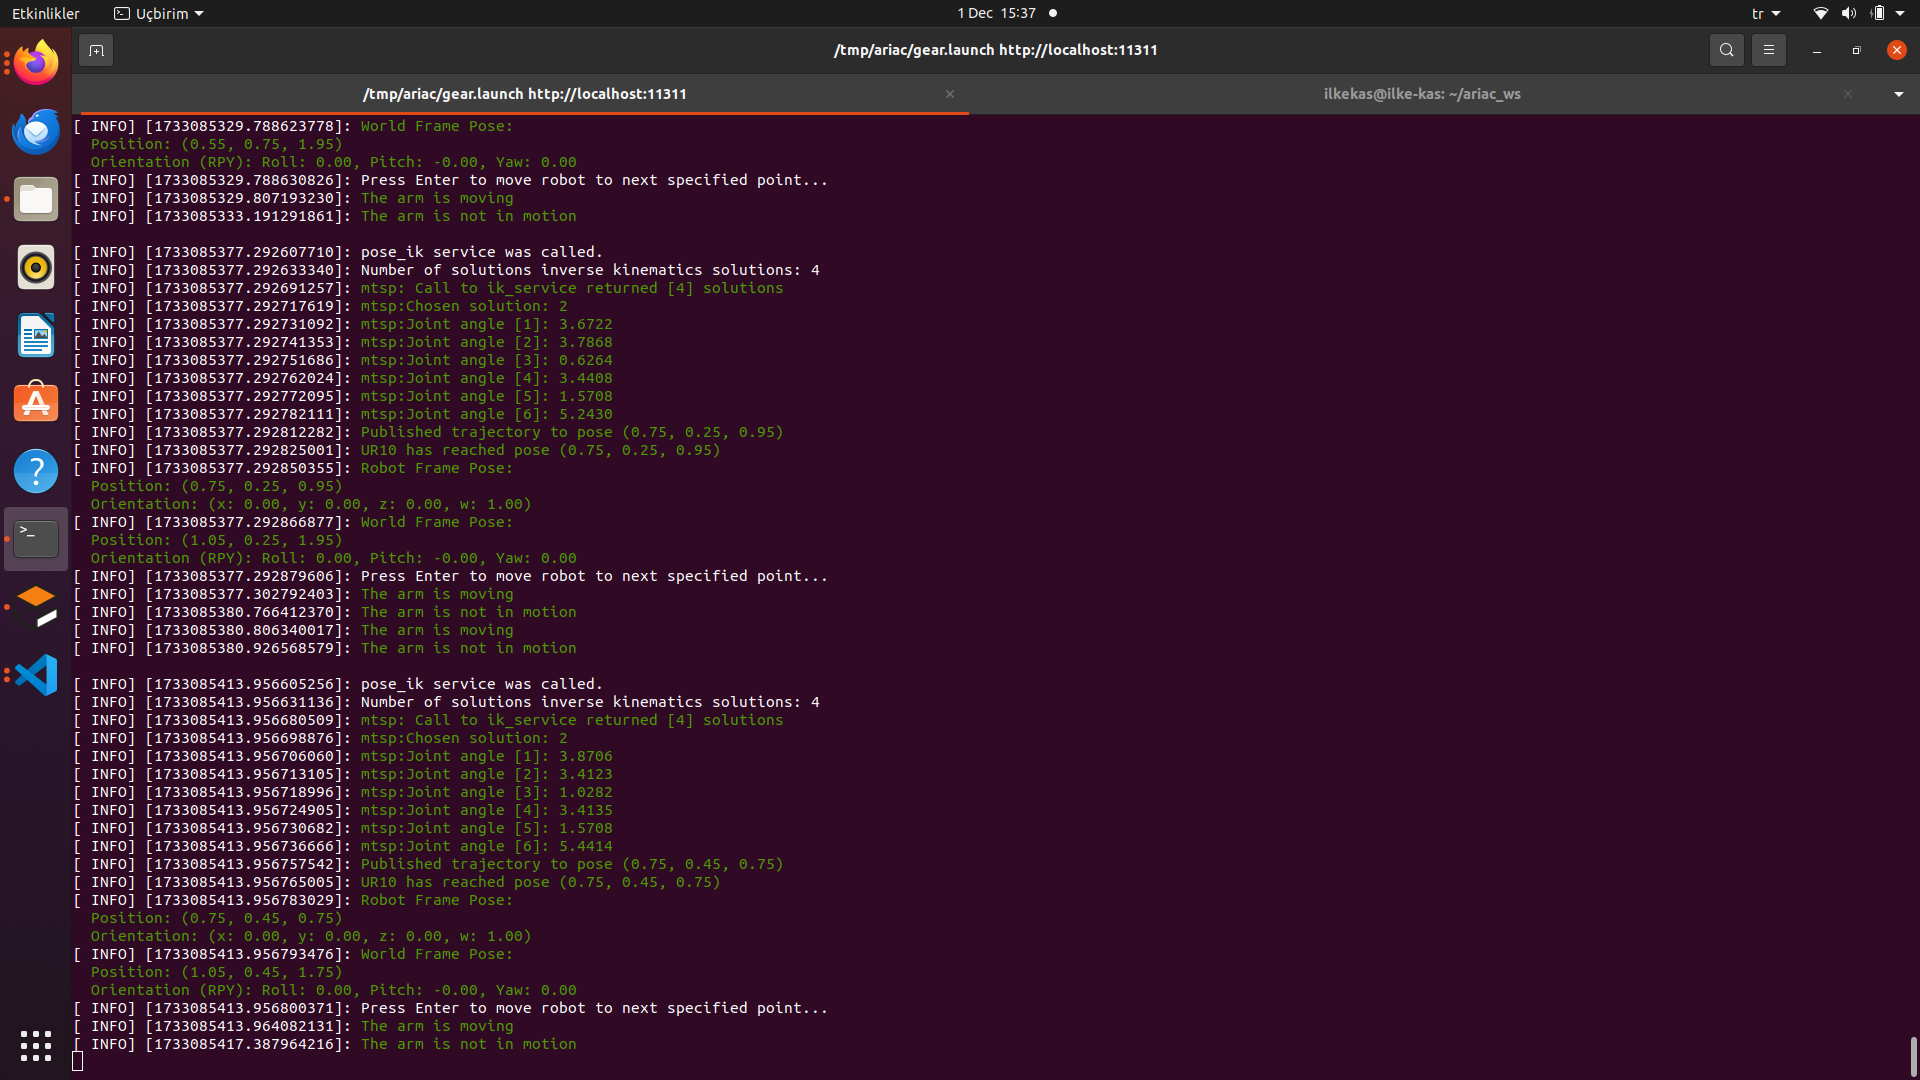 Etkinlikler
Uçbirim
1 Dec 15:37
tr
/tmp/ariac/gear.launch http://localhost:11311
/tmp/ariac/gear.launch http://localhost:11311
ilkekas@ilke-kas: ~/ariac_ws
[ INFO] [1733085329.788623778]: World Frame Pose:
Position: (0.55, 0.75, 1.95)
Orientation (RPY): Roll: 0.00, Pitch: -0.00, Yaw: 0.00
[ INFO] [1733085329.788630826]: Press Enter to move robot to next specified point...
[ INFO] [1733085329.807193230]: The arm is moving
[ INFO] [1733085333.191291861]: The arm is not in motion
[ INFO] [1733085377.292607710]: pose_ik service was called.
[ INFO] [1733085377.292633340]: Number of solutions inverse kinematics solutions: 4
[ INFO] [1733085377.292691257]: mtsp: Call to ik_service returned [4] solutions
[ INFO] [1733085377.292717619]: mtsp:Chosen solution: 2
[ INFO] [1733085377.292731092]: mtsp:Joint angle [1]: 3.6722
[ INFO] [1733085377.292741353]: mtsp:Joint angle [2]: 3.7868
[ INFO] [1733085377.292751686]: mtsp:Joint angle [3]: 0.6264
[ INFO] [1733085377.292762024]: mtsp:Joint angle [4]: 3.4408
[ INFO] [1733085377.292772095]: mtsp:Joint angle [5]: 1.5708
[ INFO] [1733085377.292782111]: mtsp:Joint angle [6]: 5.2430
[ INFO] [1733085377.292812282]: Published trajectory to pose (0.75, 0.25, 0.95)
[ INFO] [1733085377.292825001]: UR10 has reached pose (0.75, 0.25, 0.95)
[ INFO] [1733085377.292850355]: Robot Frame Pose:
Position: (0.75, 0.25, 0.95)
Orientation: (x: 0.00, y: 0.00, z: 0.00, w: 1.00)
[ INFO] [1733085377.292866877]: World Frame Pose:
Position: (1.05, 0.25, 1.95)
Orientation (RPY): Roll: 0.00, Pitch: -0.00, Yaw: 0.00
[ INFO] [1733085377.292879606]: Press Enter to move robot to next specified point...
[ INFO] [1733085377.302792403]: The arm is moving
[ INFO] [1733085380.766412370]: The arm is not in motion
[ INFO] [1733085380.806340017]: The arm is moving
[ INFO] [1733085380.926568579]: The arm is not in motion
[ INFO] [1733085413.956605256]: pose_ik service was called.
[ INFO] [1733085413.956631136]: Number of solutions inverse kinematics solutions: 4
[ INFO] [1733085413.956680509]: mtsp: Call to ik_service returned [4] solutions
[ INFO] [1733085413.956698876]: mtsp:Chosen solution: 2
[ INFO] [1733085413.956706060]: mtsp:Joint angle [1]: 3.8706
[ INFO] [1733085413.956713105]: mtsp:Joint angle [2]: 3.4123
[ INFO] [1733085413.956718996]: mtsp:Joint angle [3]: 1.0282
[ INFO] [1733085413.956724905]: mtsp:Joint angle [4]: 3.4135
[ INFO] [1733085413.956730682]: mtsp:Joint angle [5]: 1.5708
[ INFO] [1733085413.956736666]: mtsp:Joint angle [6]: 5.4414
[ INFO] [1733085413.956757542]: Published trajectory to pose (0.75, 0.45, 0.75)
[ INFO] [1733085413.956765005]: UR10 has reached pose (0.75, 0.45, 0.75)
[ INFO] [1733085413.956783029]: Robot Frame Pose:
Position: (0.75, 0.45, 0.75)
Orientation: (x: 0.00, y: 0.00, z: 0.00, w: 1.00)
[ INFO] [1733085413.956793476]: World Frame Pose:
Position: (1.05, 0.45, 1.75)
Orientation (RPY): Roll: 0.00, Pitch: -0.00, Yaw: 0.00
[ INFO] [1733085413.956800371]: Press Enter to move robot to next specified point...
[ INFO] [1733085413.964082131]: The arm is moving
[ INFO] [1733085417.387964216]: The arm is not in motion